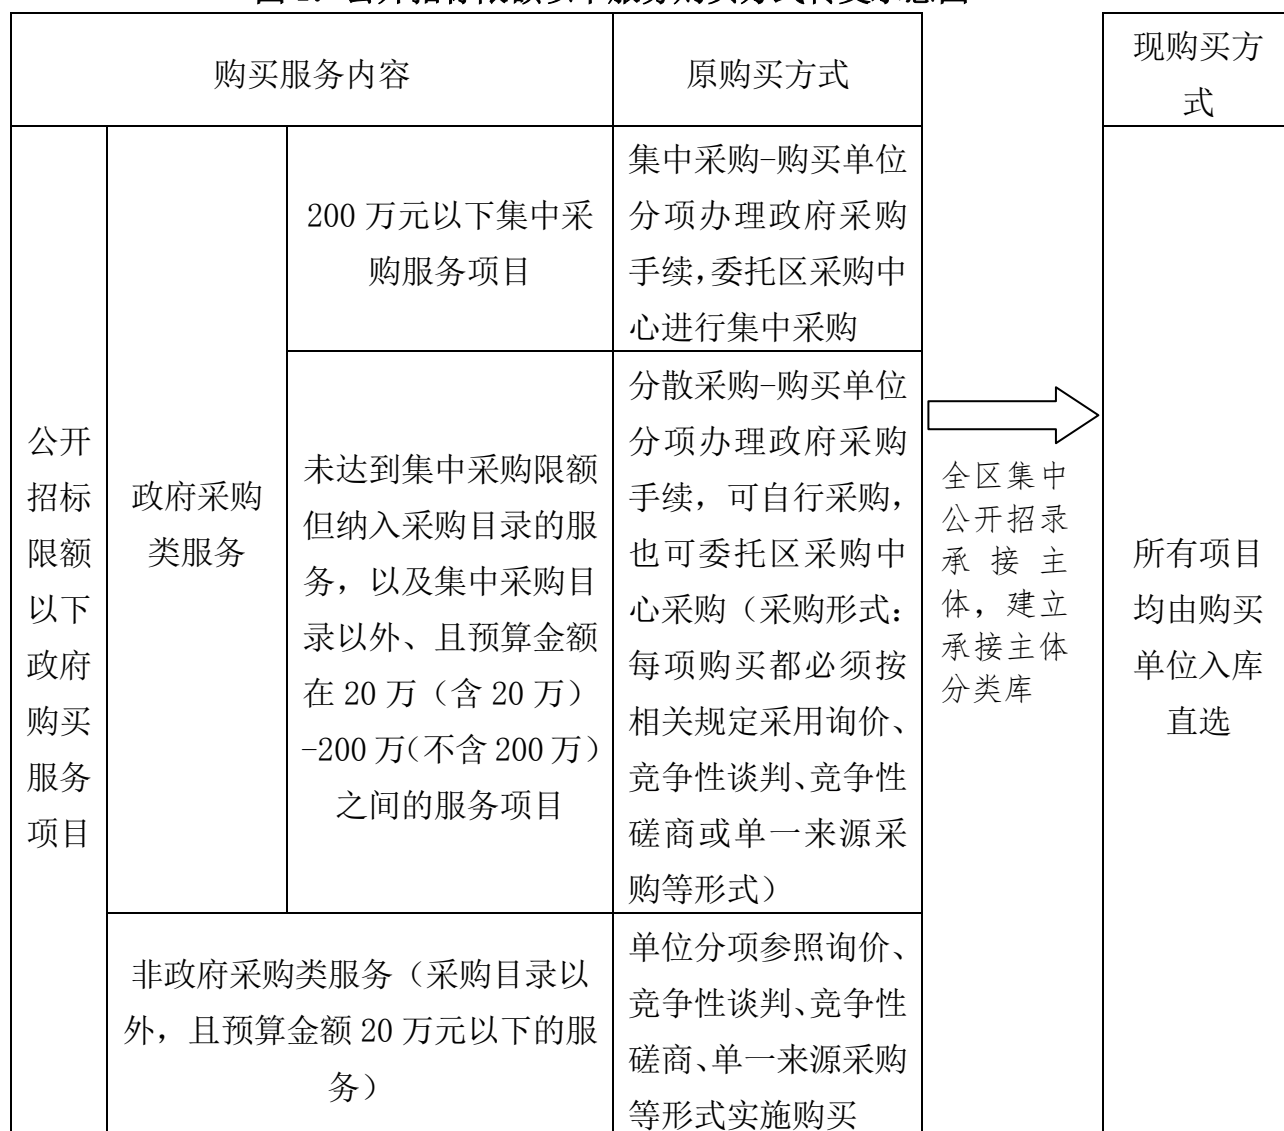 购买服务内容
原购买方式
现购买方
式
公开
招标
限额
以下
政府
购买
服务
项目
政府采购
类服务
200 万元以下集中采
购服务项目
集中采购-购买单位
分项办理政府采购
手续，委托区采购中
心进行集中采购
未达到集中采购限额
但纳入采购目录的服
务，以及集中采购目
录以外、且预算金额
在 20 万（含 20 万）
-200 万（不含 200 万）
之间的服务项目
分散采购-购买单位
分项办理政府采购
手续，可自行采购，
也可委托区采购中
心采购（采购形式：
每项购买都必须按
相关规定采用询价、
竞争性谈判、竞争性
磋商或单一来源采
购等形式）
非政府采购类服务（采购目录以
外，且预算金额 20 万元以下的服
务）
单位分项参照询价、
竞争性谈判、竞争性
磋商、单一来源采购
等形式实施购买
全区集中
公开招录
承接主
体，建立
承接主体
分类库
所有项目
均由购买
单位入库
直选